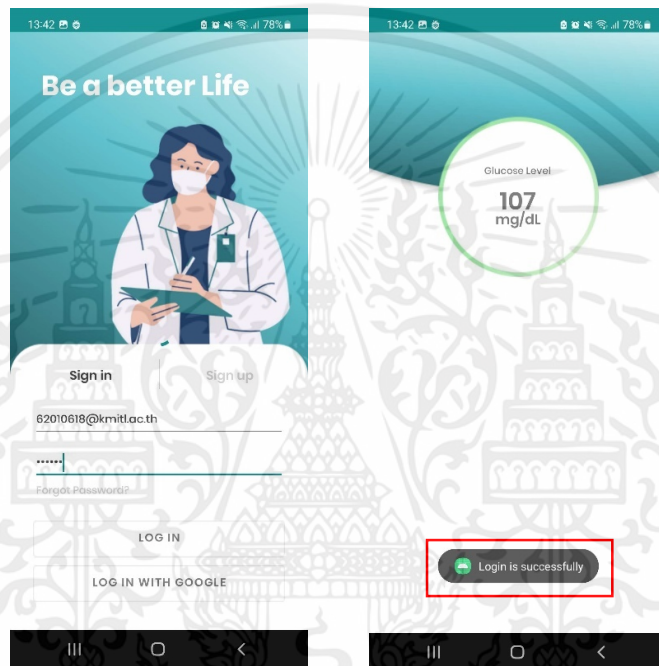 13:42 78%
Be a better Life
Sign in Sign up
62010618@kmitl.ac.th
••••••
Forgot Password?
LOG IN
LOG IN WITH GOOGLE
13:42 78%
Glucose Level
107
mg/dL
Login is successfully